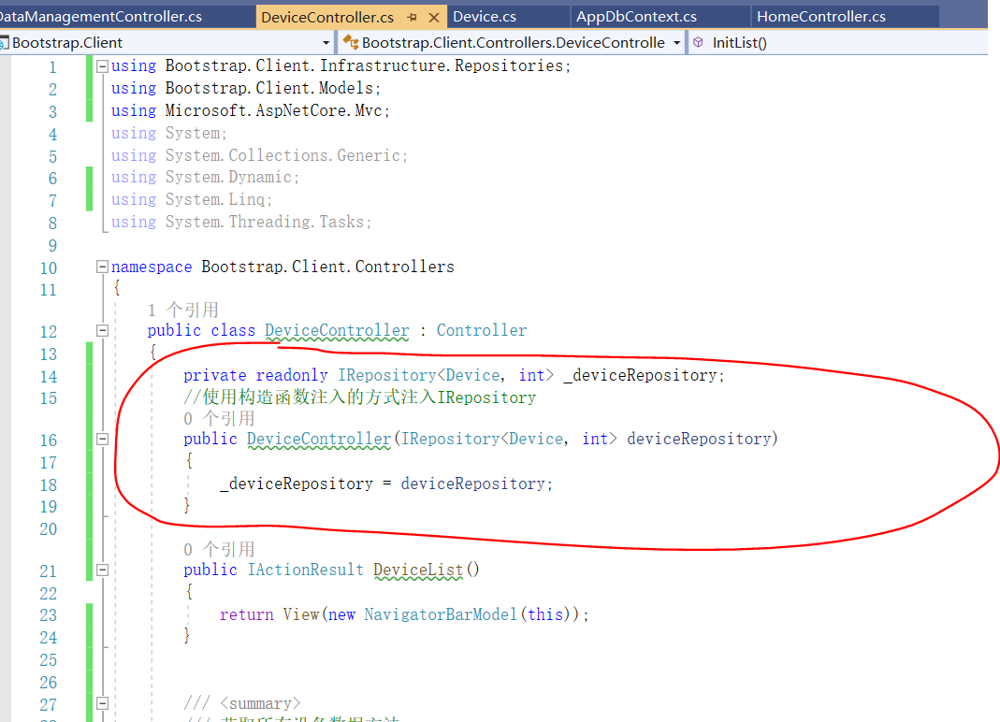 DataManagementController.cs DeviceController.cs Device.cs AppDbContext.cs HomeController.cs
Bootstrap.Client Bootstrap.Client.Controllers.DeviceControlle InitList()
1 using Bootstrap.Client.Infrastructure.Repositories;
2 using Bootstrap.Client.Models;
3 using Microsoft.AspNetCore.Mvc;
4 using System;
5 using System.Collections.Generic;
6 using System.Dynamic;
7 using System.Linq;
8 using System.Threading.Tasks;
9
10 namespace Bootstrap.Client.Controllers
11 {
1 个引用
12 public class DeviceController : Controller
13 {
14 private readonly IRepository<Device, int> _deviceRepository;
15 //使用构造函数注入的方式注入IRepository
0 个引用
16 public DeviceController(IRepository<Device, int> deviceRepository)
17 {
18 _deviceRepository = deviceRepository;
19 }
20
0 个引用
21 public IActionResult DeviceList()
22 {
23 return View(new NavigatorBarModel(this));
24 }
25
26
27 /// <summary>